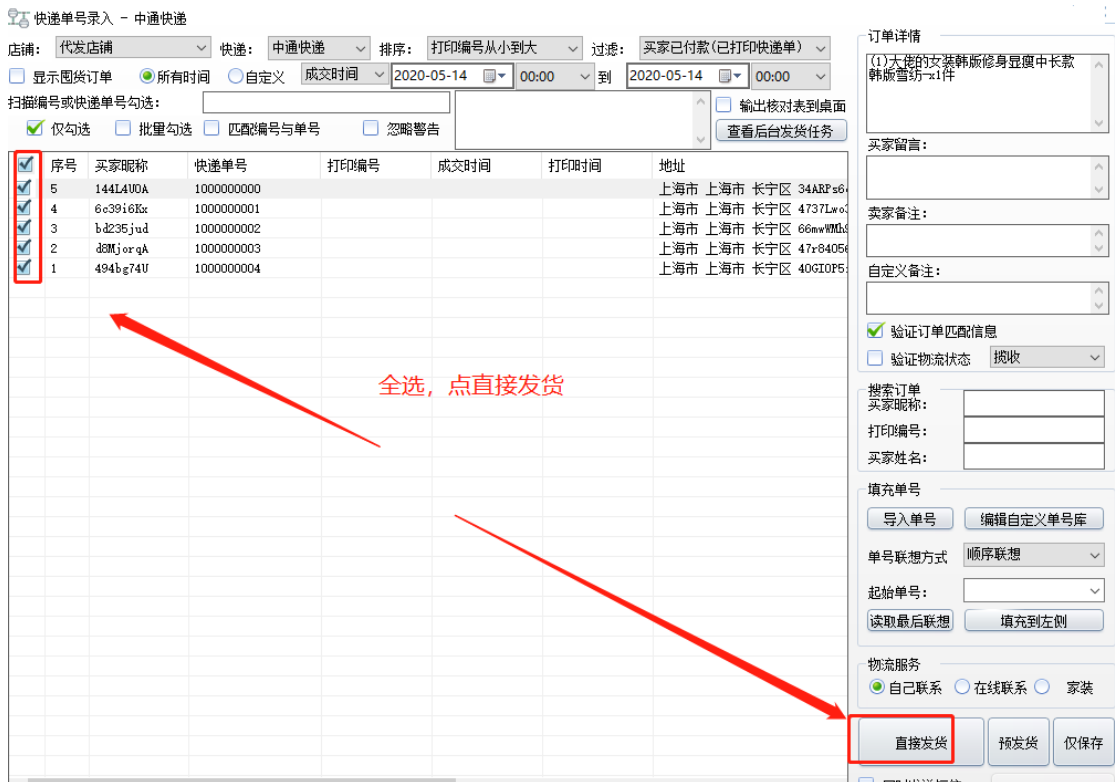 快递单号录入 - 中通快递
店铺: 代发店铺 快递: 中通快递 排序: 打印编号从小到大 过滤: 买家已付款(已打印快递单)
显示囤货订单 所有时间 自定义 成交时间 2020-05-14 00:00 到 2020-05-14 00:00
扫描编号或快递单号勾选: 输出核对表到桌面
仅勾选 批量勾选 匹配编号与单号 忽略警告 查看后台发货任务
序号 买家昵称 快递单号 打印编号 成交时间 打印时间 地址
5 144L4U0A 1000000000 上海市 上海市 长宁区 34ARPs6
4 6c39i6Kx 1000000001 上海市 上海市 长宁区 4737Lwo
3 bd235jud 1000000002 上海市 上海市 长宁区 66mwWMh
2 d8MjorqA 1000000003 上海市 上海市 长宁区 47r8405
1 494bg74U 1000000004 上海市 上海市 长宁区 40GIOP5
全选，点直接发货
订单详情
(1)大佬的女装韩版修身显瘦中长款
韩版雪纺-x1件
买家留言:
卖家备注:
自定义备注:
验证订单匹配信息
验证物流状态 揽收
搜索订单
买家昵称:
打印编号:
买家姓名:
填充单号
导入单号 编辑自定义单号库
单号联想方式 顺序联想
起始单号:
读取最后联想 填充到左侧
物流服务
自己联系 在线联系 家装
直接发货 预发货 仅保存